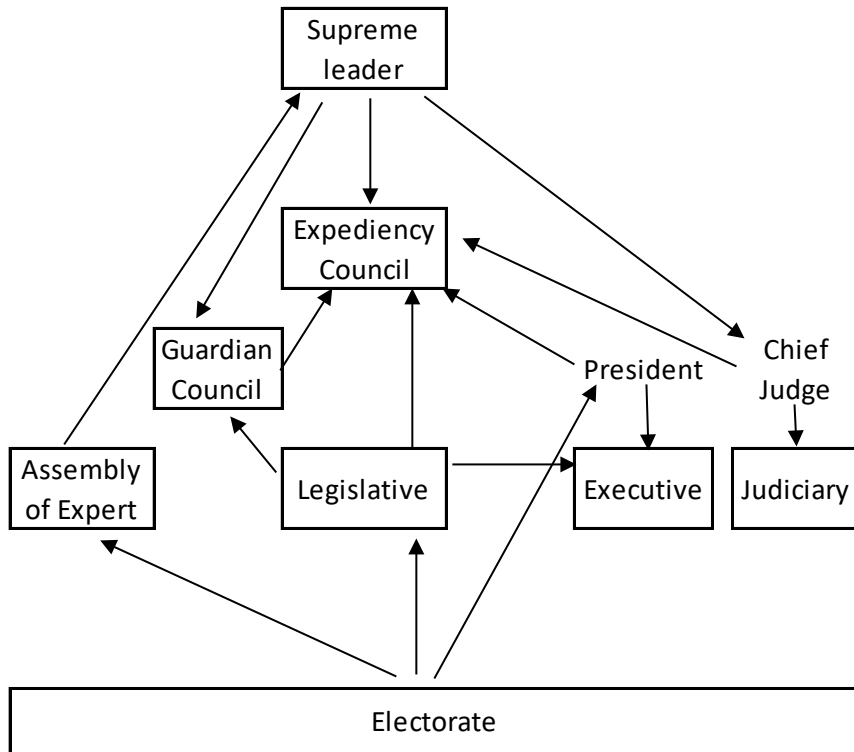 Supreme
leader
Expediency
Council
Guardian
Council
President
Chief
Judge
Assembly
of Expert
Legislative
Executive
Judiciary
Electorate